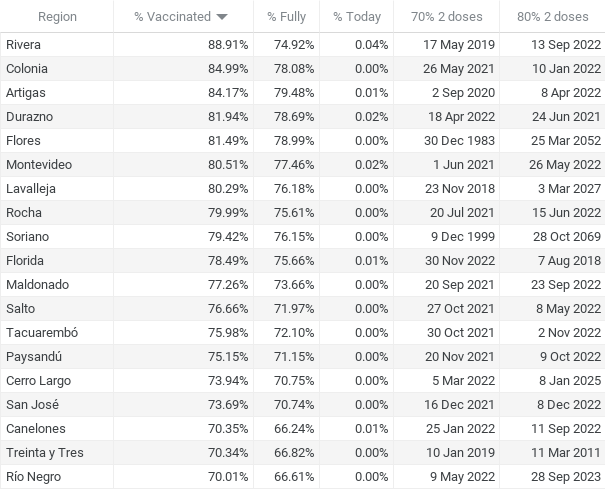 Region % Vaccinated % Fully % Today 70% 2 doses 80% 2 doses
Rivera 88.91% 74.92% 0.04% 17 May 2019 13 Sep 2022
Colonia 84.99% 78.08% 0.00% 26 May 2021 10 Jan 2022
Artigas 84.17% 79.48% 0.01% 2 Sep 2020 8 Apr 2022
Durazno 81.94% 78.69% 0.02% 18 Apr 2022 24 Jun 2021
Flores 81.49% 78.99% 0.00% 30 Dec 1983 25 Mar 2052
Montevideo 80.51% 77.46% 0.02% 1 Jun 2021 26 May 2022
Lavalleja 80.29% 76.18% 0.00% 23 Nov 2018 3 Mar 2027
Rocha 79.99% 75.61% 0.00% 20 Jul 2021 15 Jun 2022
Soriano 79.42% 76.15% 0.00% 9 Dec 1999 28 Oct 2069
Florida 78.49% 75.66% 0.01% 30 Nov 2022 7 Aug 2018
Maldonado 77.26% 73.66% 0.00% 20 Sep 2021 23 Sep 2022
Salto 76.66% 71.97% 0.00% 27 Oct 2021 8 May 2022
Tacuarembó 75.98% 72.10% 0.00% 30 Oct 2021 2 Nov 2022
Paysandú 75.15% 71.15% 0.00% 20 Nov 2021 9 Oct 2022
Cerro Largo 73.94% 70.75% 0.00% 5 Mar 2022 8 Jan 2025
San José 73.69% 70.74% 0.00% 16 Dec 2021 8 Dec 2022
Canelones 70.35% 66.24% 0.01% 25 Jan 2022 11 Sep 2022
Treinta y Tres 70.34% 66.82% 0.00% 10 Jan 2019 11 Mar 2011
Río Negro 70.01% 66.61% 0.00% 9 May 2022 28 Sep 2023